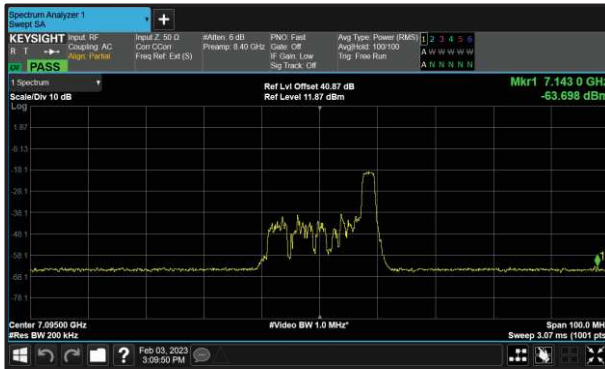 Spectrum Analyzer 1
Swept SA
KEYSIGHT
R T
PASS
Input: RF
Coupling: AC
Align: Partial
Input Z: 50 Ω
Corr CCorr
Freq Ref: Ext (S)
#Atten: 6 dB
Preamp: 8.40 GHz
PNO: Fast
Gate: Off
IF Gain: Low
Sig Track: Off
Avg Type: Power (RMS)
Avg|Hold: 100/100
Trig: Free Run
1 2 3 4 5 6
A W W W W W
A N N N N N
1 Spectrum
Scale/Div 10 dB
Log
Ref Lvl Offset 40.87 dB
Ref Level 11.87 dBm
Mkr1 7.143 0 GHz
-63.698 dBm
1.87
-8.13
-18.1
-28.1
-38.1
-48.1
-58.1
-68.1
-78.1
1
Center 7.09500 GHz
#Res BW 200 kHz
#Video BW 1.0 MHz*
Span 100.0 MHz
Sweep 3.07 ms (1001 pts)
?
Feb 03, 2023
3:09:50 PM